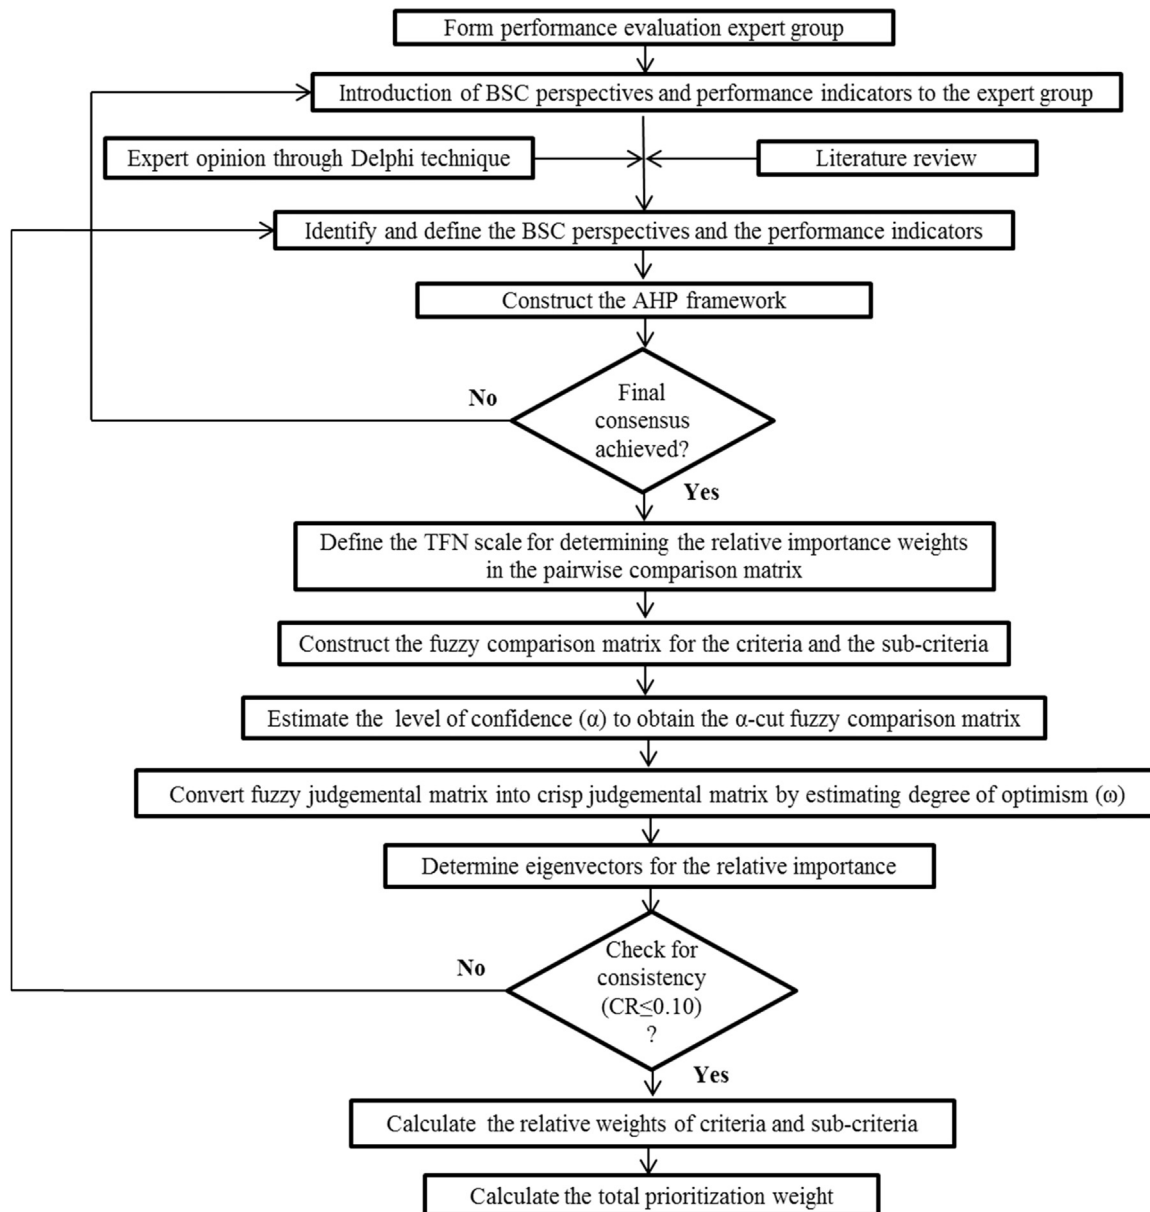 Form performance evaluation expert group
Introduction of BSC perspectives and performance indicators to the expert group
Expert opinion through Delphi technique
Literature review
Identify and define the BSC perspectives and the performance indicators
Construct the AHP framework
No
Final
consensus
achieved?
Yes
Define the TFN scale for determining the relative importance weights
in the pairwise comparison matrix
Construct the fuzzy comparison matrix for the criteria and the sub-criteria
Estimate the level of confidence (α) to obtain the α-cut fuzzy comparison matrix
Convert fuzzy judgemental matrix into crisp judgemental matrix by estimating degree of optimism (ω)
Determine eigenvectors for the relative importance
No
Check for
consistency
(CR≤0.10)
?
Yes
Calculate the relative weights of criteria and sub-criteria
Calculate the total prioritization weight